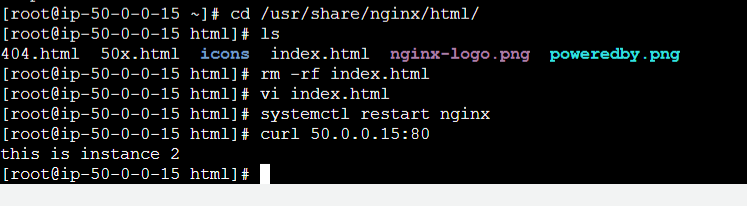 [root@ip-50-0-0-15 ~]# cd /usr/share/nginx/html/
[root@ip-50-0-0-15 html]# ls
404.html  50x.html  icons  index.html  nginx-logo.png  poweredby.png
[root@ip-50-0-0-15 html]# rm -rf index.html
[root@ip-50-0-0-15 html]# vi index.html
[root@ip-50-0-0-15 html]# systemctl restart nginx
[root@ip-50-0-0-15 html]# curl 50.0.0.15:80
this is instance 2
[root@ip-50-0-0-15 html]#